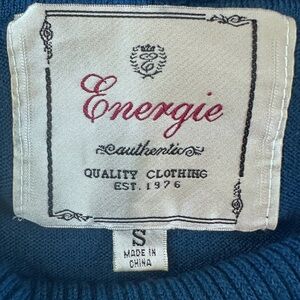 Energie
authentic
QUALITY CLOTHING
EST. 1976
S
MADE IN
CHINA